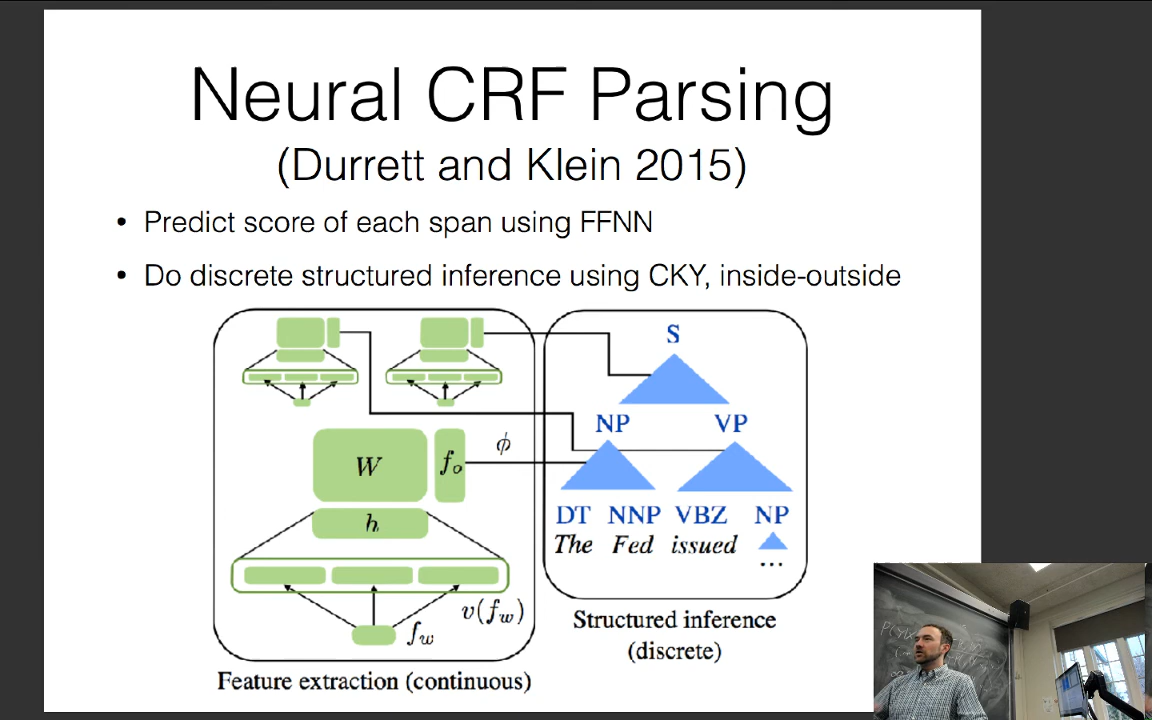 Neural CRF Parsing
(Durrett and Klein 2015)
• Predict score of each span using FFNN
• Do discrete structured inference using CKY, inside-outside
S
NP VP
ϕ
W fₒ
h
DT NNP VBZ NP
The Fed issued
...
v(f_w)
f_w
Structured inference
(discrete)
Feature extraction (continuous)